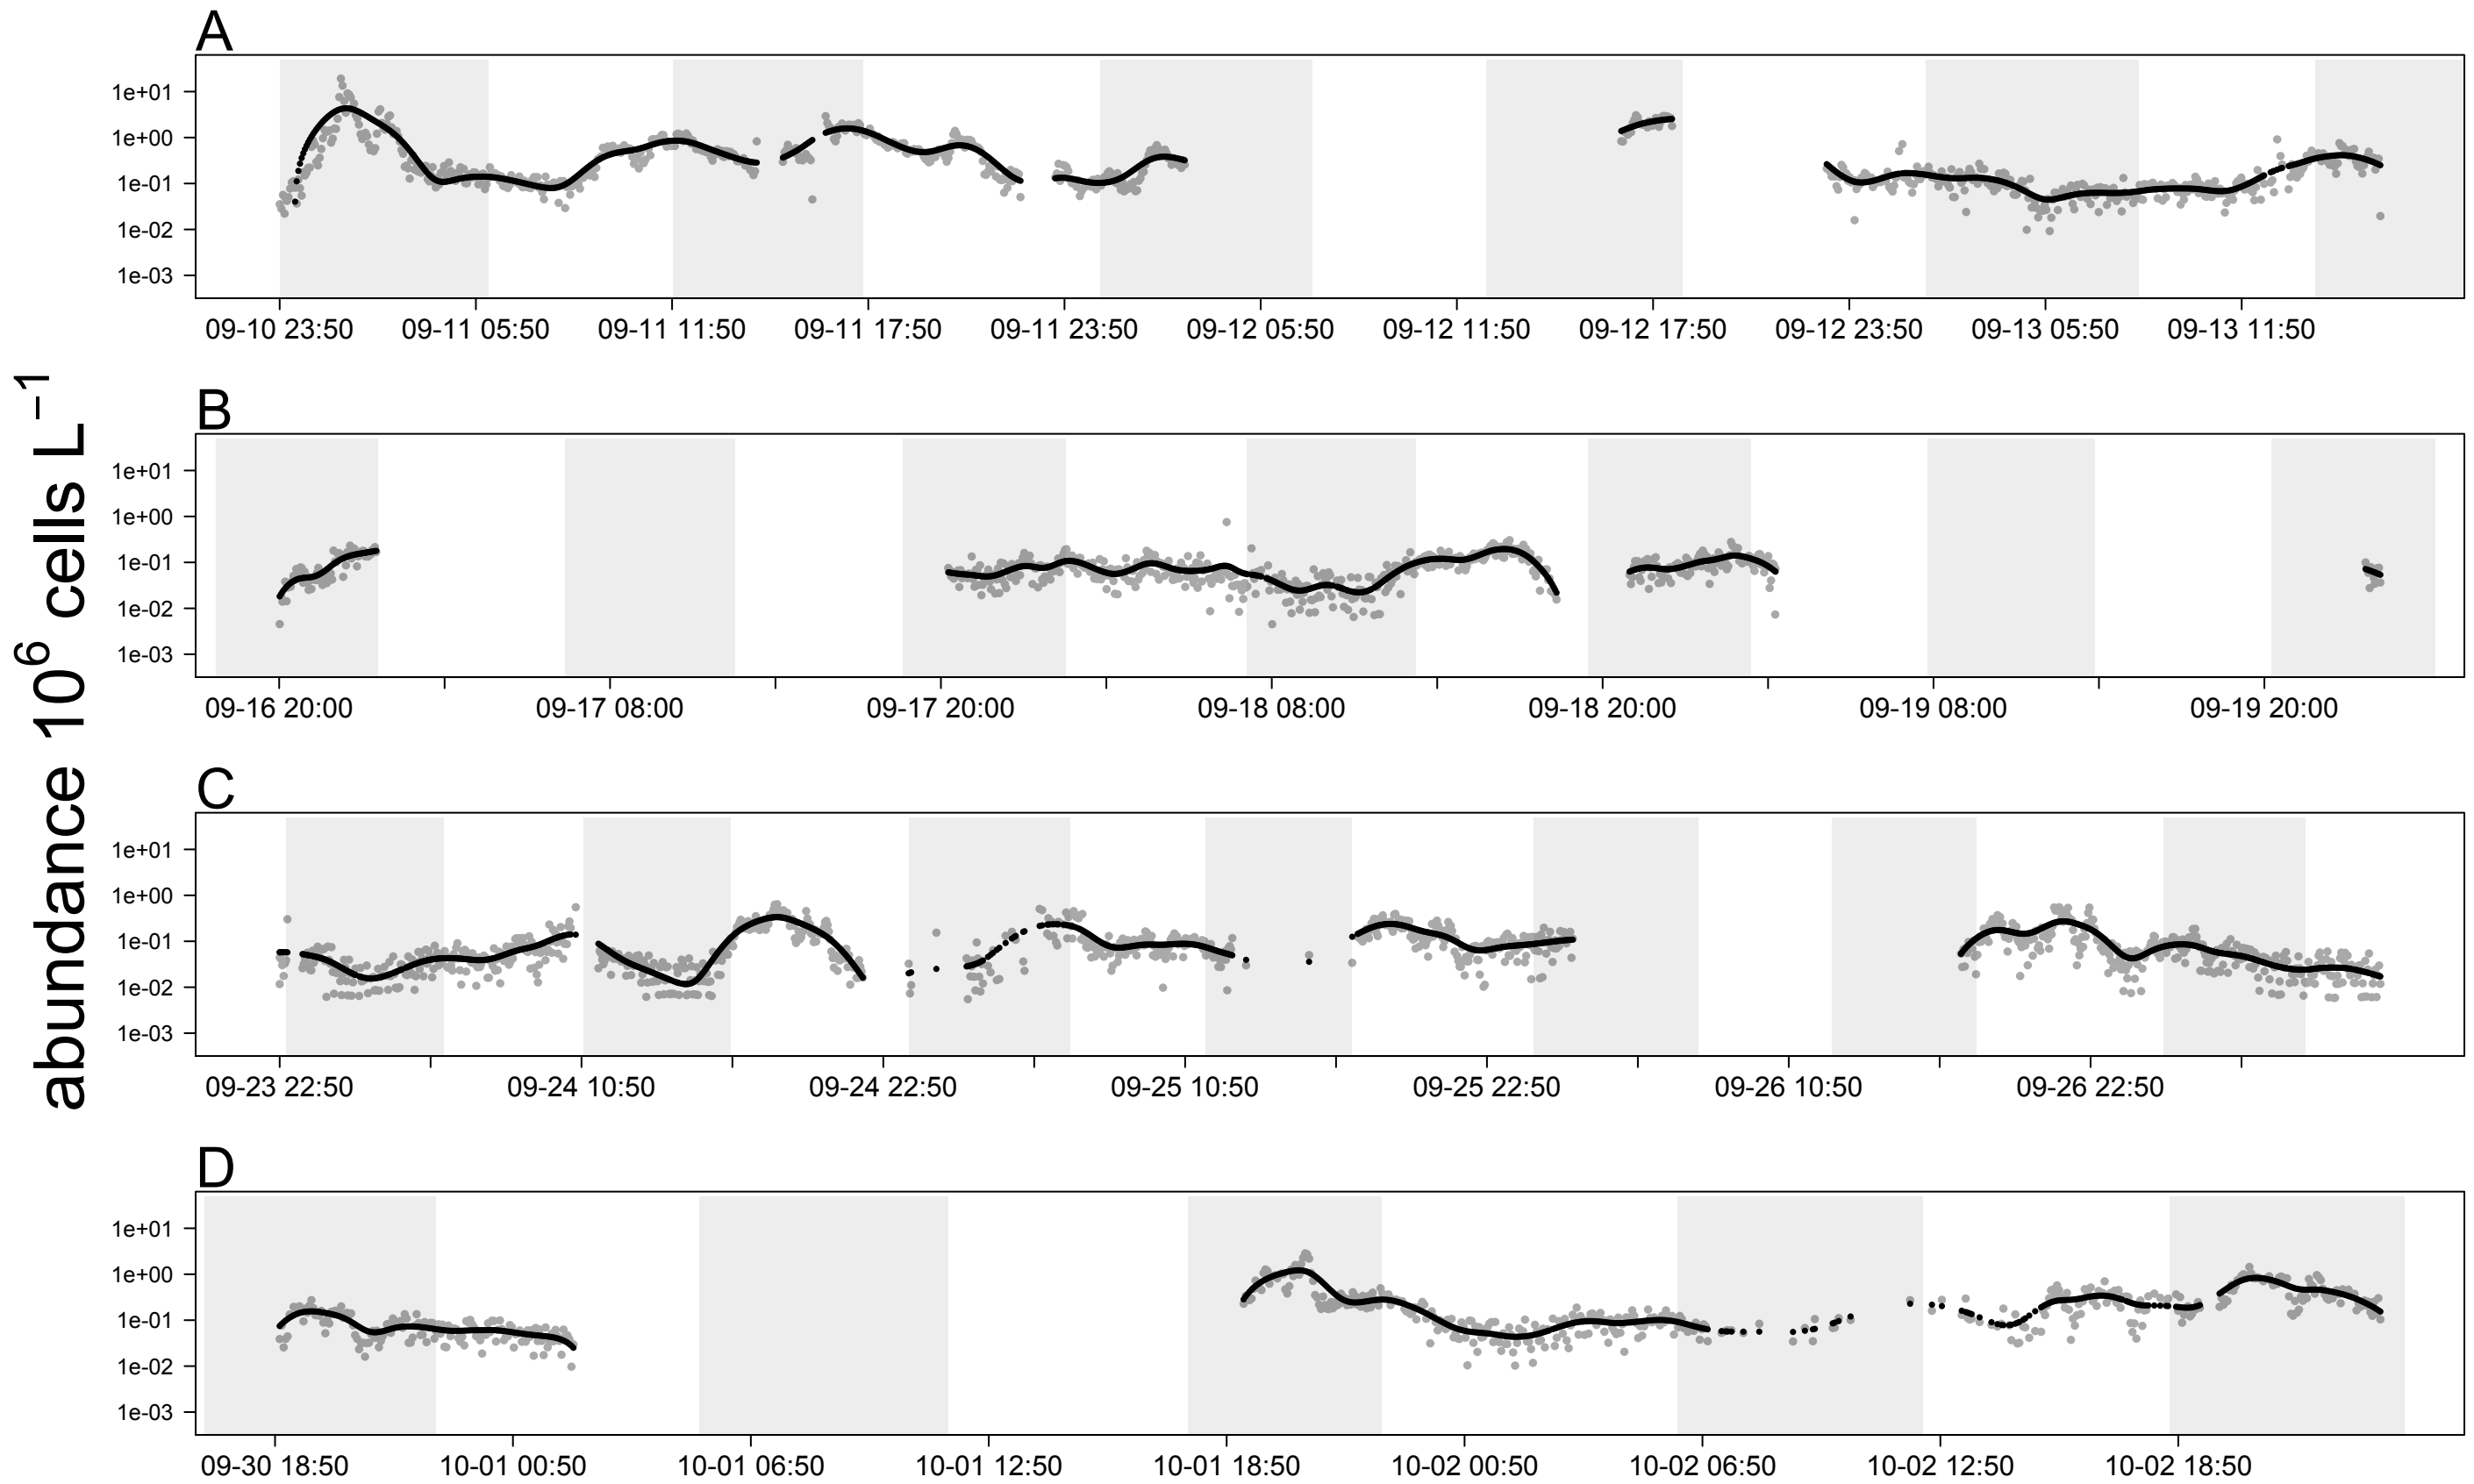 abundance 10⁶ cells L⁻¹
A
1e+01
1e+00
1e-01
1e-02
1e-03
09-10 23:50 09-11 05:50 09-11 11:50 09-11 17:50 09-11 23:50 09-12 05:50 09-12 11:50 09-12 17:50 09-12 23:50 09-13 05:50 09-13 11:50
B
1e+01
1e+00
1e-01
1e-02
1e-03
09-16 20:00 09-17 08:00 09-17 20:00 09-18 08:00 09-18 20:00 09-19 08:00 09-19 20:00
C
1e+01
1e+00
1e-01
1e-02
1e-03
09-23 22:50 09-24 10:50 09-24 22:50 09-25 10:50 09-25 22:50 09-26 10:50 09-26 22:50
D
1e+01
1e+00
1e-01
1e-02
1e-03
09-30 18:50 10-01 00:50 10-01 06:50 10-01 12:50 10-01 18:50 10-02 00:50 10-02 06:50 10-02 12:50 10-02 18:50